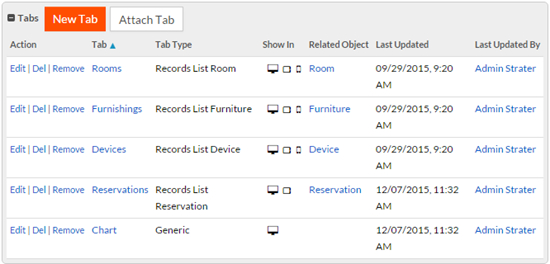 Tabs New Tab Attach Tab
Action Tab Tab Type Show In Related Object Last Updated Last Updated By
Edit | Del | Remove Rooms Records List Room Room 09/29/2015, 9:20 AM Admin Strater
Edit | Del | Remove Furnishings Records List Furniture Furniture 09/29/2015, 9:20 AM Admin Strater
Edit | Del | Remove Devices Records List Device Device 09/29/2015, 9:20 AM Admin Strater
Edit | Del | Remove Reservations Records List Reservation Reservation 12/07/2015, 11:32 AM Admin Strater
Edit | Del | Remove Chart Generic 12/07/2015, 11:32 AM Admin Strater